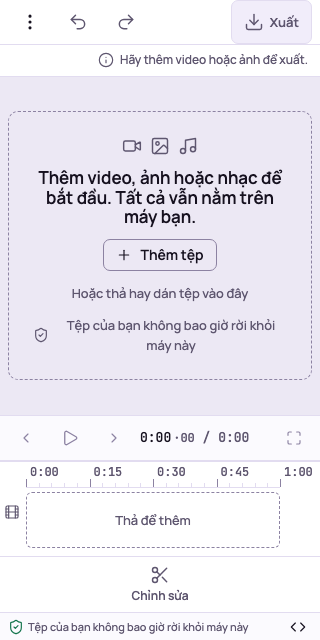 Xuất
Hãy thêm video hoặc ảnh để xuất.
Thêm video, ảnh hoặc nhạc để
bắt đầu. Tất cả vẫn nằm trên
máy bạn.
Thêm tệp
Hoặc thả hay dán tệp vào đây
Tệp của bạn không bao giờ rời khỏi
máy này
0:00·00 / 0:00
0:00 0:15 0:30 0:45 1:00
Thả để thêm
Chỉnh sửa
Tệp của bạn không bao giờ rời khỏi máy này